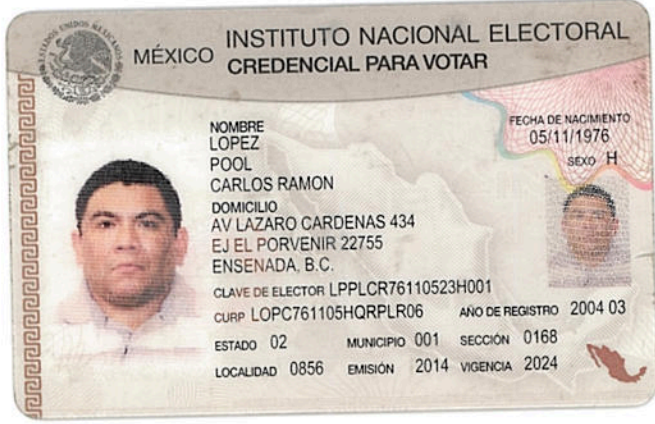 MÉXICO INSTITUTO NACIONAL ELECTORAL
CREDENCIAL PARA VOTAR
NOMBRE
LOPEZ
POOL
CARLOS RAMON
FECHA DE NACIMIENTO
05/11/1976
SEXO H
DOMICILIO
AV LAZARO CARDENAS 434
EJ EL PORVENIR 22755
ENSENADA, B.C.
CLAVE DE ELECTOR LPPLCR76110523H001
CURP LOPC761105HQRPLR06 AÑO DE REGISTRO 2004 03
ESTADO 02 MUNICIPIO 001 SECCIÓN 0168
LOCALIDAD 0856 EMISIÓN 2014 VIGENCIA 2024